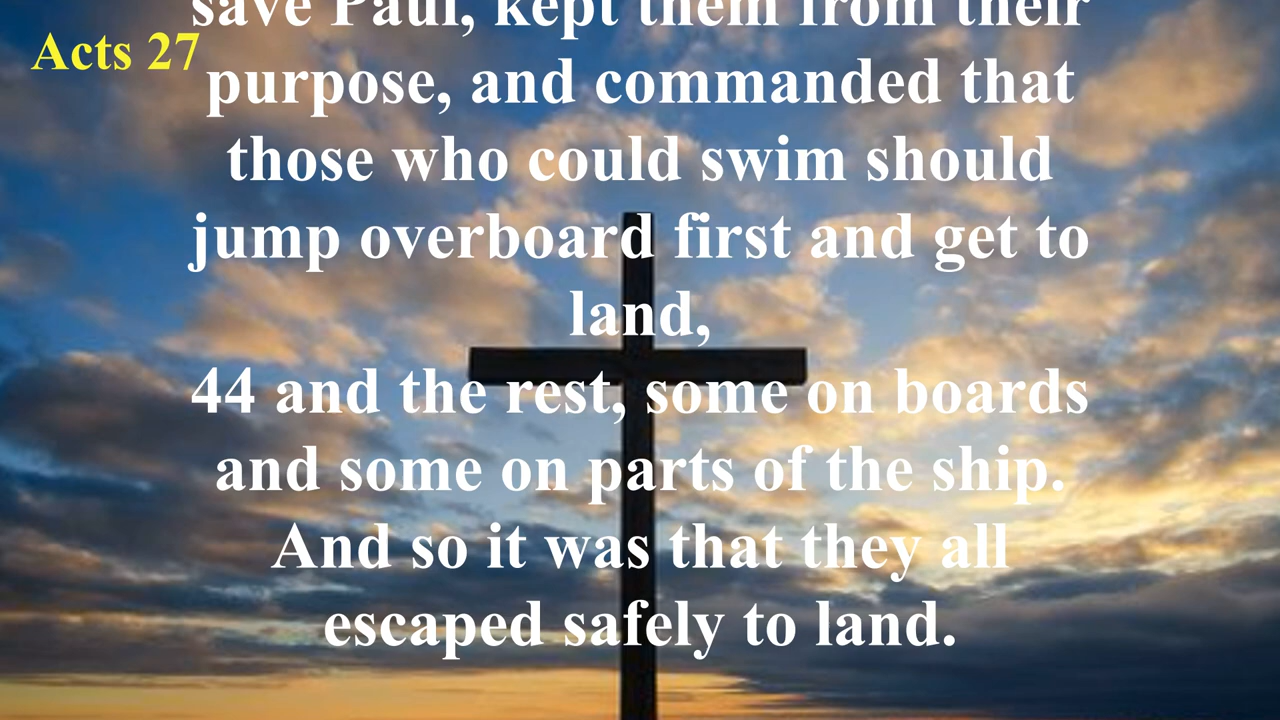 save Paul, kept them from their
Acts 27
purpose, and commanded that
those who could swim should
jump overboard first and get to
land,
44 and the rest, some on boards
and some on parts of the ship.
And so it was that they all
escaped safely to land.